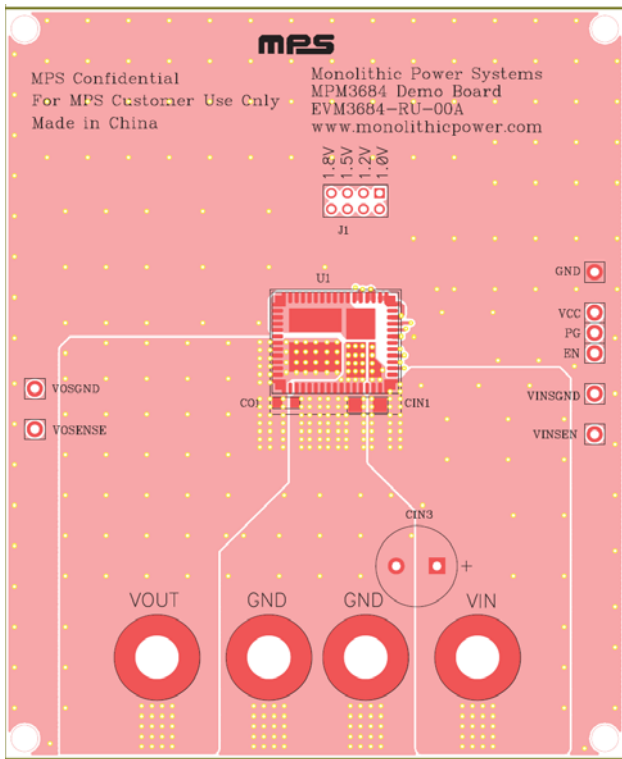 mps
MPS Confidential
For MPS Customer Use Only
Made in China
Monolithic Power Systems
MPM3684 Demo Board
EVM3684-RU-00A
www.monolithicpower.com
1.8V
1.5V
1.2V
1.0V
J1
U1
GND
VCC
PG
EN
VOSGND
VINSGND
CO1
CIN1
VOSENSE
VINSEN
CIN3
+
VOUT
GND
GND
VIN